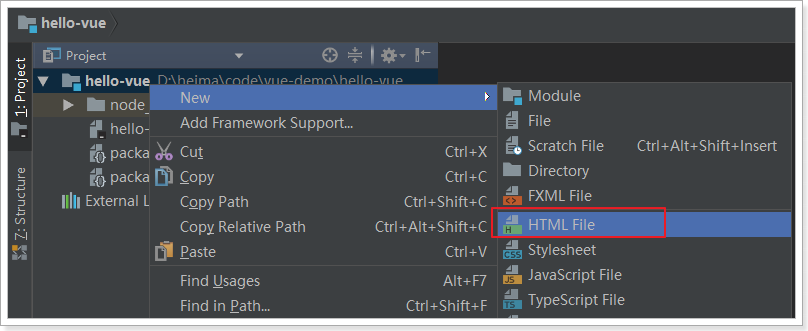 hello-vue
1: Project
7: Structure
Project
hello-vue D:\heima\code\vue-demo\hello-vue
node_
hello-
packa
packa
External L
New
Add Framework Support...
Cut Ctrl+X
Copy Ctrl+C
Copy Path Ctrl+Shift+C
Copy Relative Path Ctrl+Alt+Shift+C
Paste Ctrl+V
Find Usages Alt+F7
Find in Path... Ctrl+Shift+F
Module
File
Scratch File Ctrl+Alt+Shift+Insert
Directory
FXML File
HTML File
Stylesheet
JavaScript File
TypeScript File